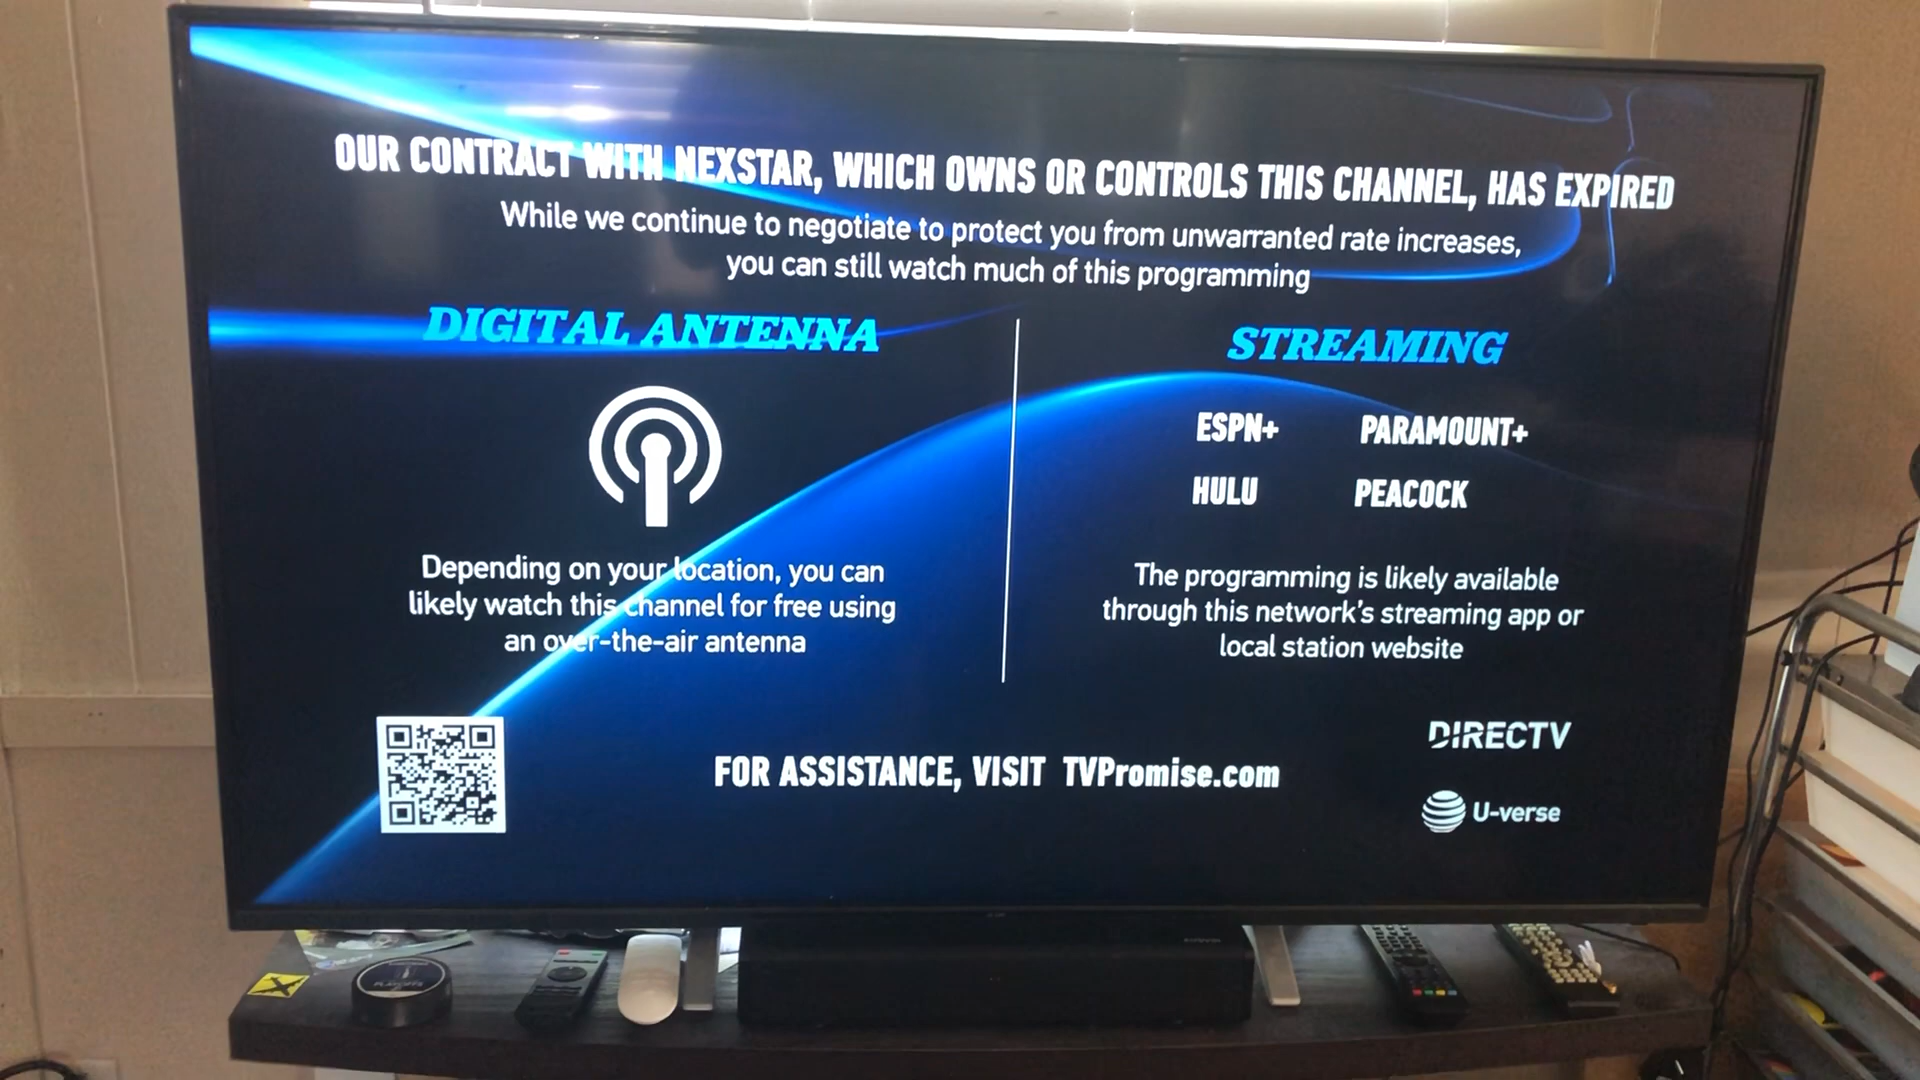 OUR CONTRACT WITH NEXSTAR, WHICH OWNS OR CONTROLS THIS CHANNEL, HAS EXPIRED
While we continue to negotiate to protect you from unwarranted rate increases,
you can still watch much of this programming
DIGITAL ANTENNA
Depending on your location, you can
likely watch this channel for free using
an over-the-air antenna
STREAMING
ESPN+ PARAMOUNT+
HULU PEACOCK
The programming is likely available
through this network's streaming app or
local station website
FOR ASSISTANCE, VISIT TVPromise.com
DIRECTV
U-verse